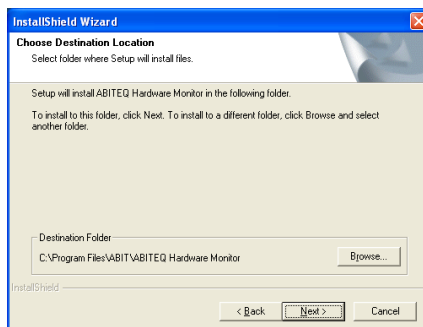 InstallShield Wizard
Choose Destination Location
Select folder where Setup will install files.
Setup will install ABITEQ Hardware Monitor in the following folder.
To install to this folder, click Next. To install to a different folder, click Browse and select
another folder.
Destination Folder
C:\Program Files\ABIT\ABITEQ Hardware Monitor
Browse...
InstallShield
< Back
Next >
Cancel